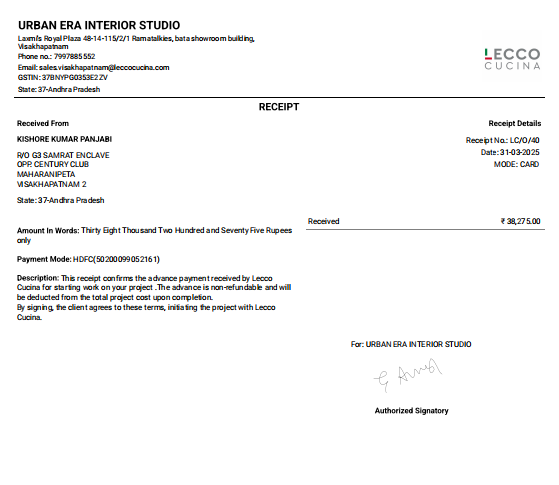 URBAN ERA INTERIOR STUDIO
Laxmi's Royal Plaza 48-14-115/2/1 Ramatalkies, bata showroom building,
Visakhapatnam
Phone no.: 7997885552
Email: sales.visakhapatnam@leccocucina.com
GSTIN: 37BNYPG0353E2ZV
State: 37-Andhra Pradesh
LECCO
CUCINA
RECEIPT
Received From
KISHORE KUMAR PANJABI
R/O G3 SAMRAT ENCLAVE
OPP. CENTURY CLUB
MAHARANIPETA
VISAKHAPATNAM 2
State: 37-Andhra Pradesh
Receipt Details
Receipt No.: LC/O/40
Date: 31-03-2025
MODE: CARD
Received ₹ 38,275.00
Amount In Words: Thirty Eight Thousand Two Hundred and Seventy Five Rupees
only
Payment Mode: HDFC(50200099052161)
Description: This receipt confirms the advance payment received by Lecco
Cucina for starting work on your project .The advance is non-refundable and will
be deducted from the total project cost upon completion.
By signing, the client agrees to these terms, initiating the project with Lecco
Cucina.
For: URBAN ERA INTERIOR STUDIO
Authorized Signatory